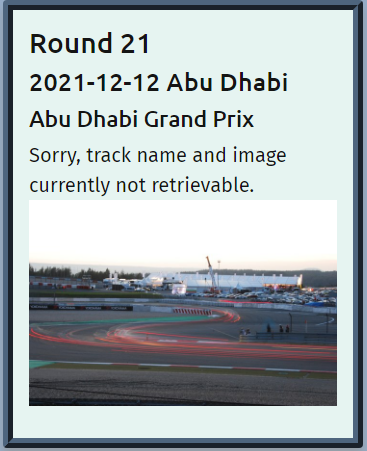 Round 21
2021-12-12 Abu Dhabi
Abu Dhabi Grand Prix
Sorry, track name and image
currently not retrievable.